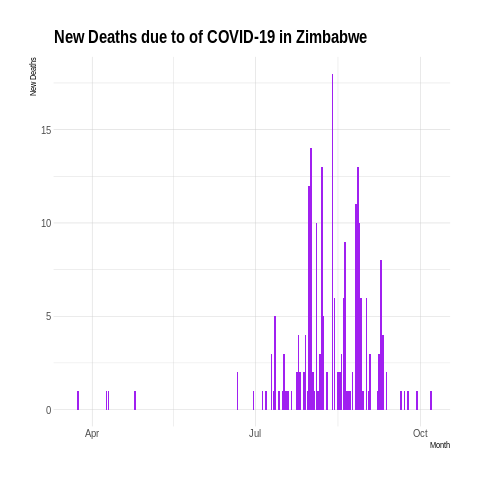 New Deaths due to of COVID-19 in Zimbabwe
New Deaths
15
10
5
0
Apr
Jul
Oct
Month